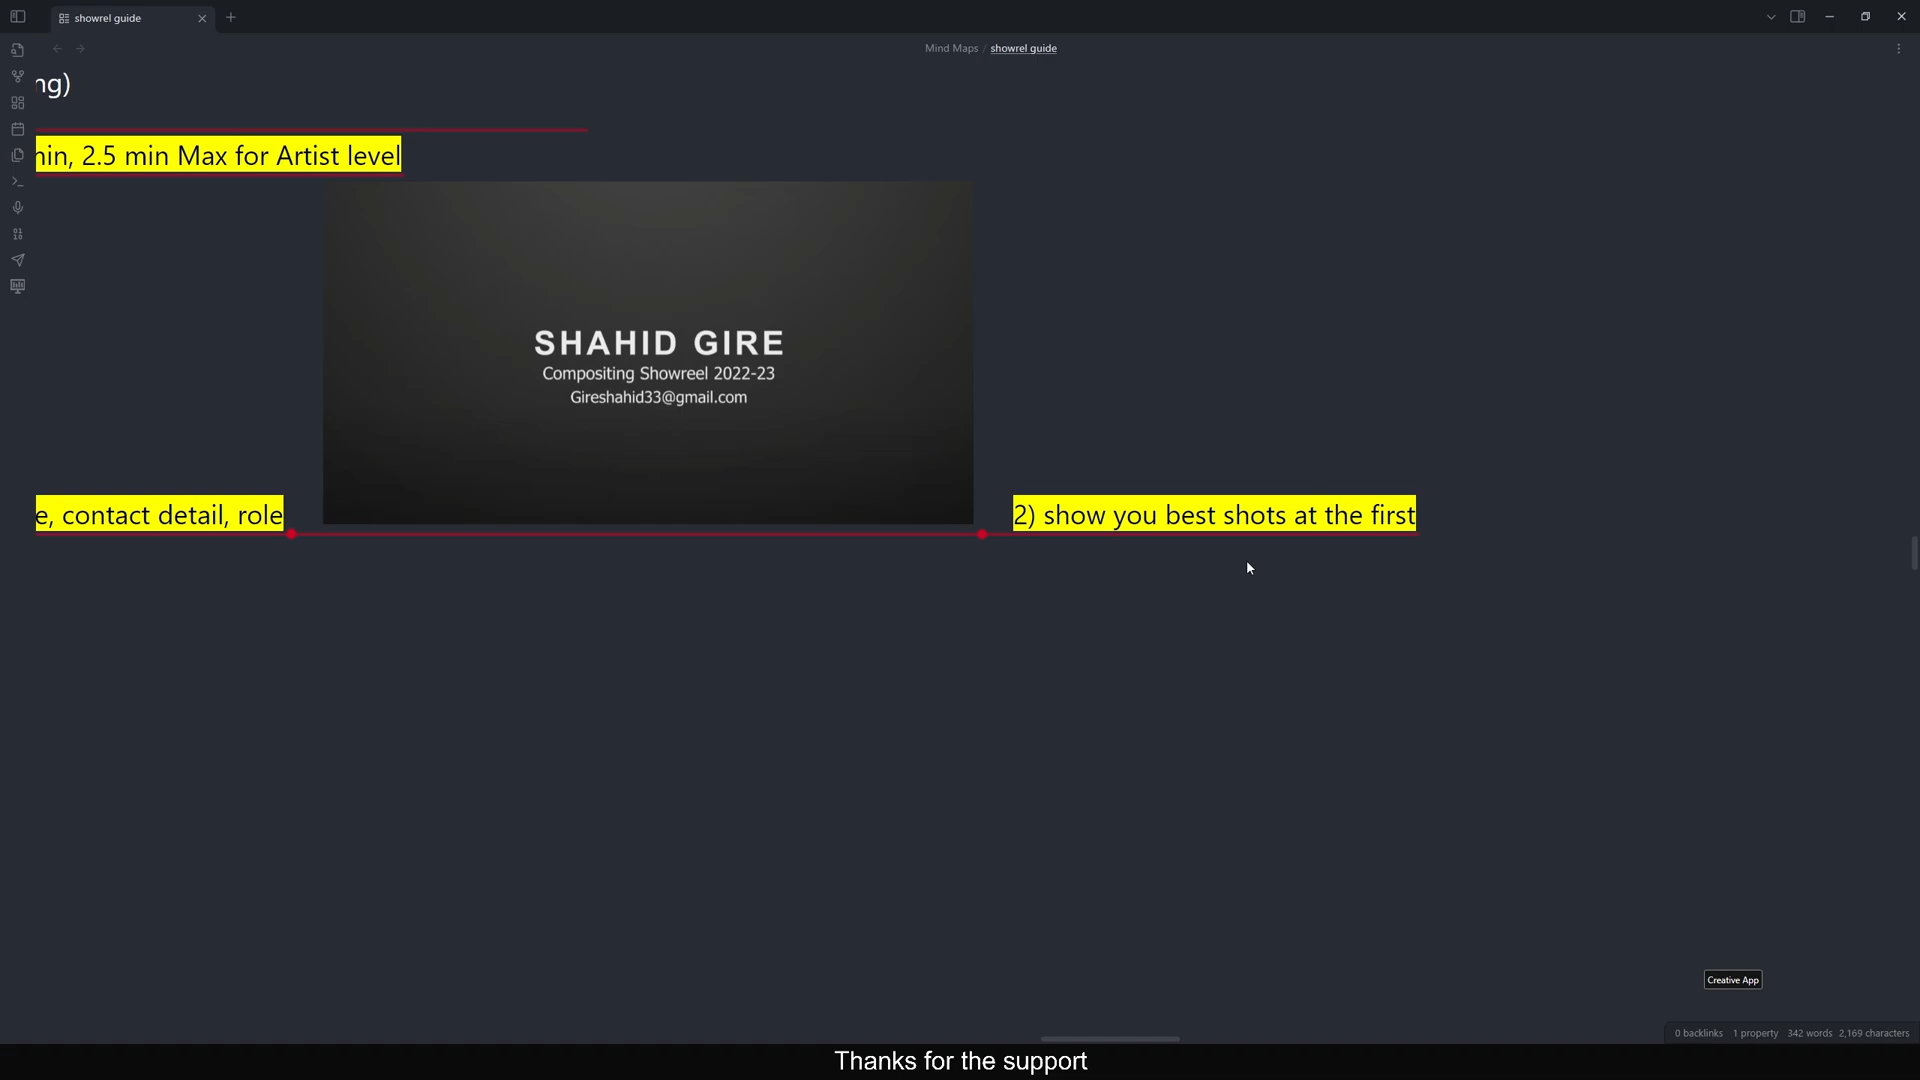 showrel guide
Mind Maps / showrel guide
ng)
min, 2.5 min Max for Artist level
SHAHID GIRE
Compositing Showreel 2022-23
Gireshahid33@gmail.com
e, contact detail, role
2) show you best shots at the first
Creative App
0 backlinks 1 property 342 words 2,169 characters
Thanks for the support